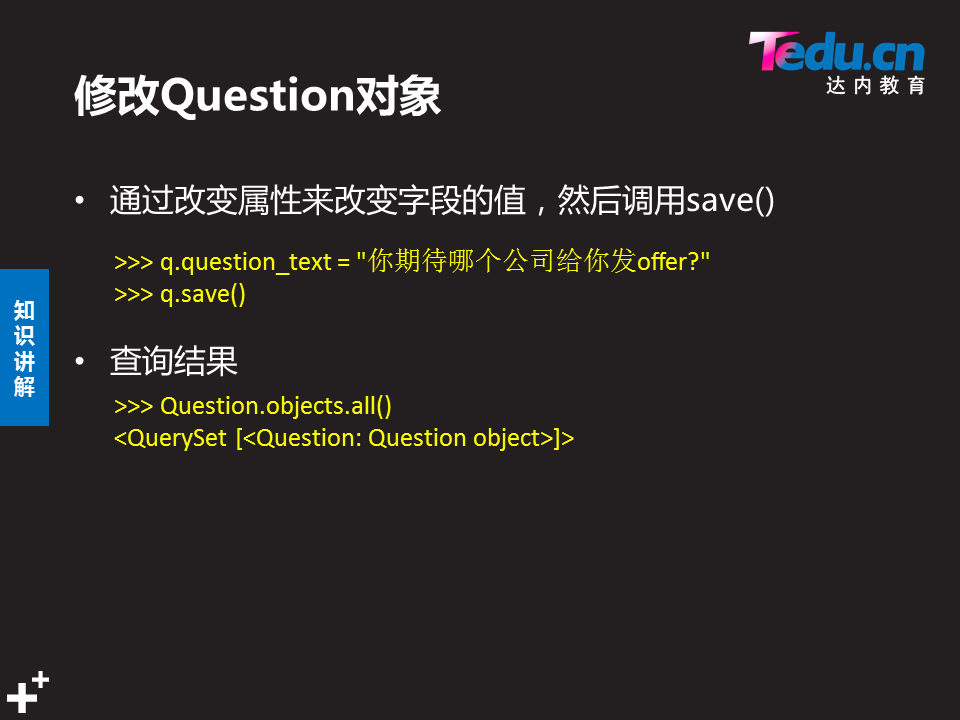 Tedu.cn
达内教育
修改Question对象
• 通过改变属性来改变字段的值，然后调用save()
>>> q.question_text = "你期待哪个公司给你发offer?"
>>> q.save()
知识讲解
• 查询结果
>>> Question.objects.all()
<QuerySet [<Question: Question object>]>